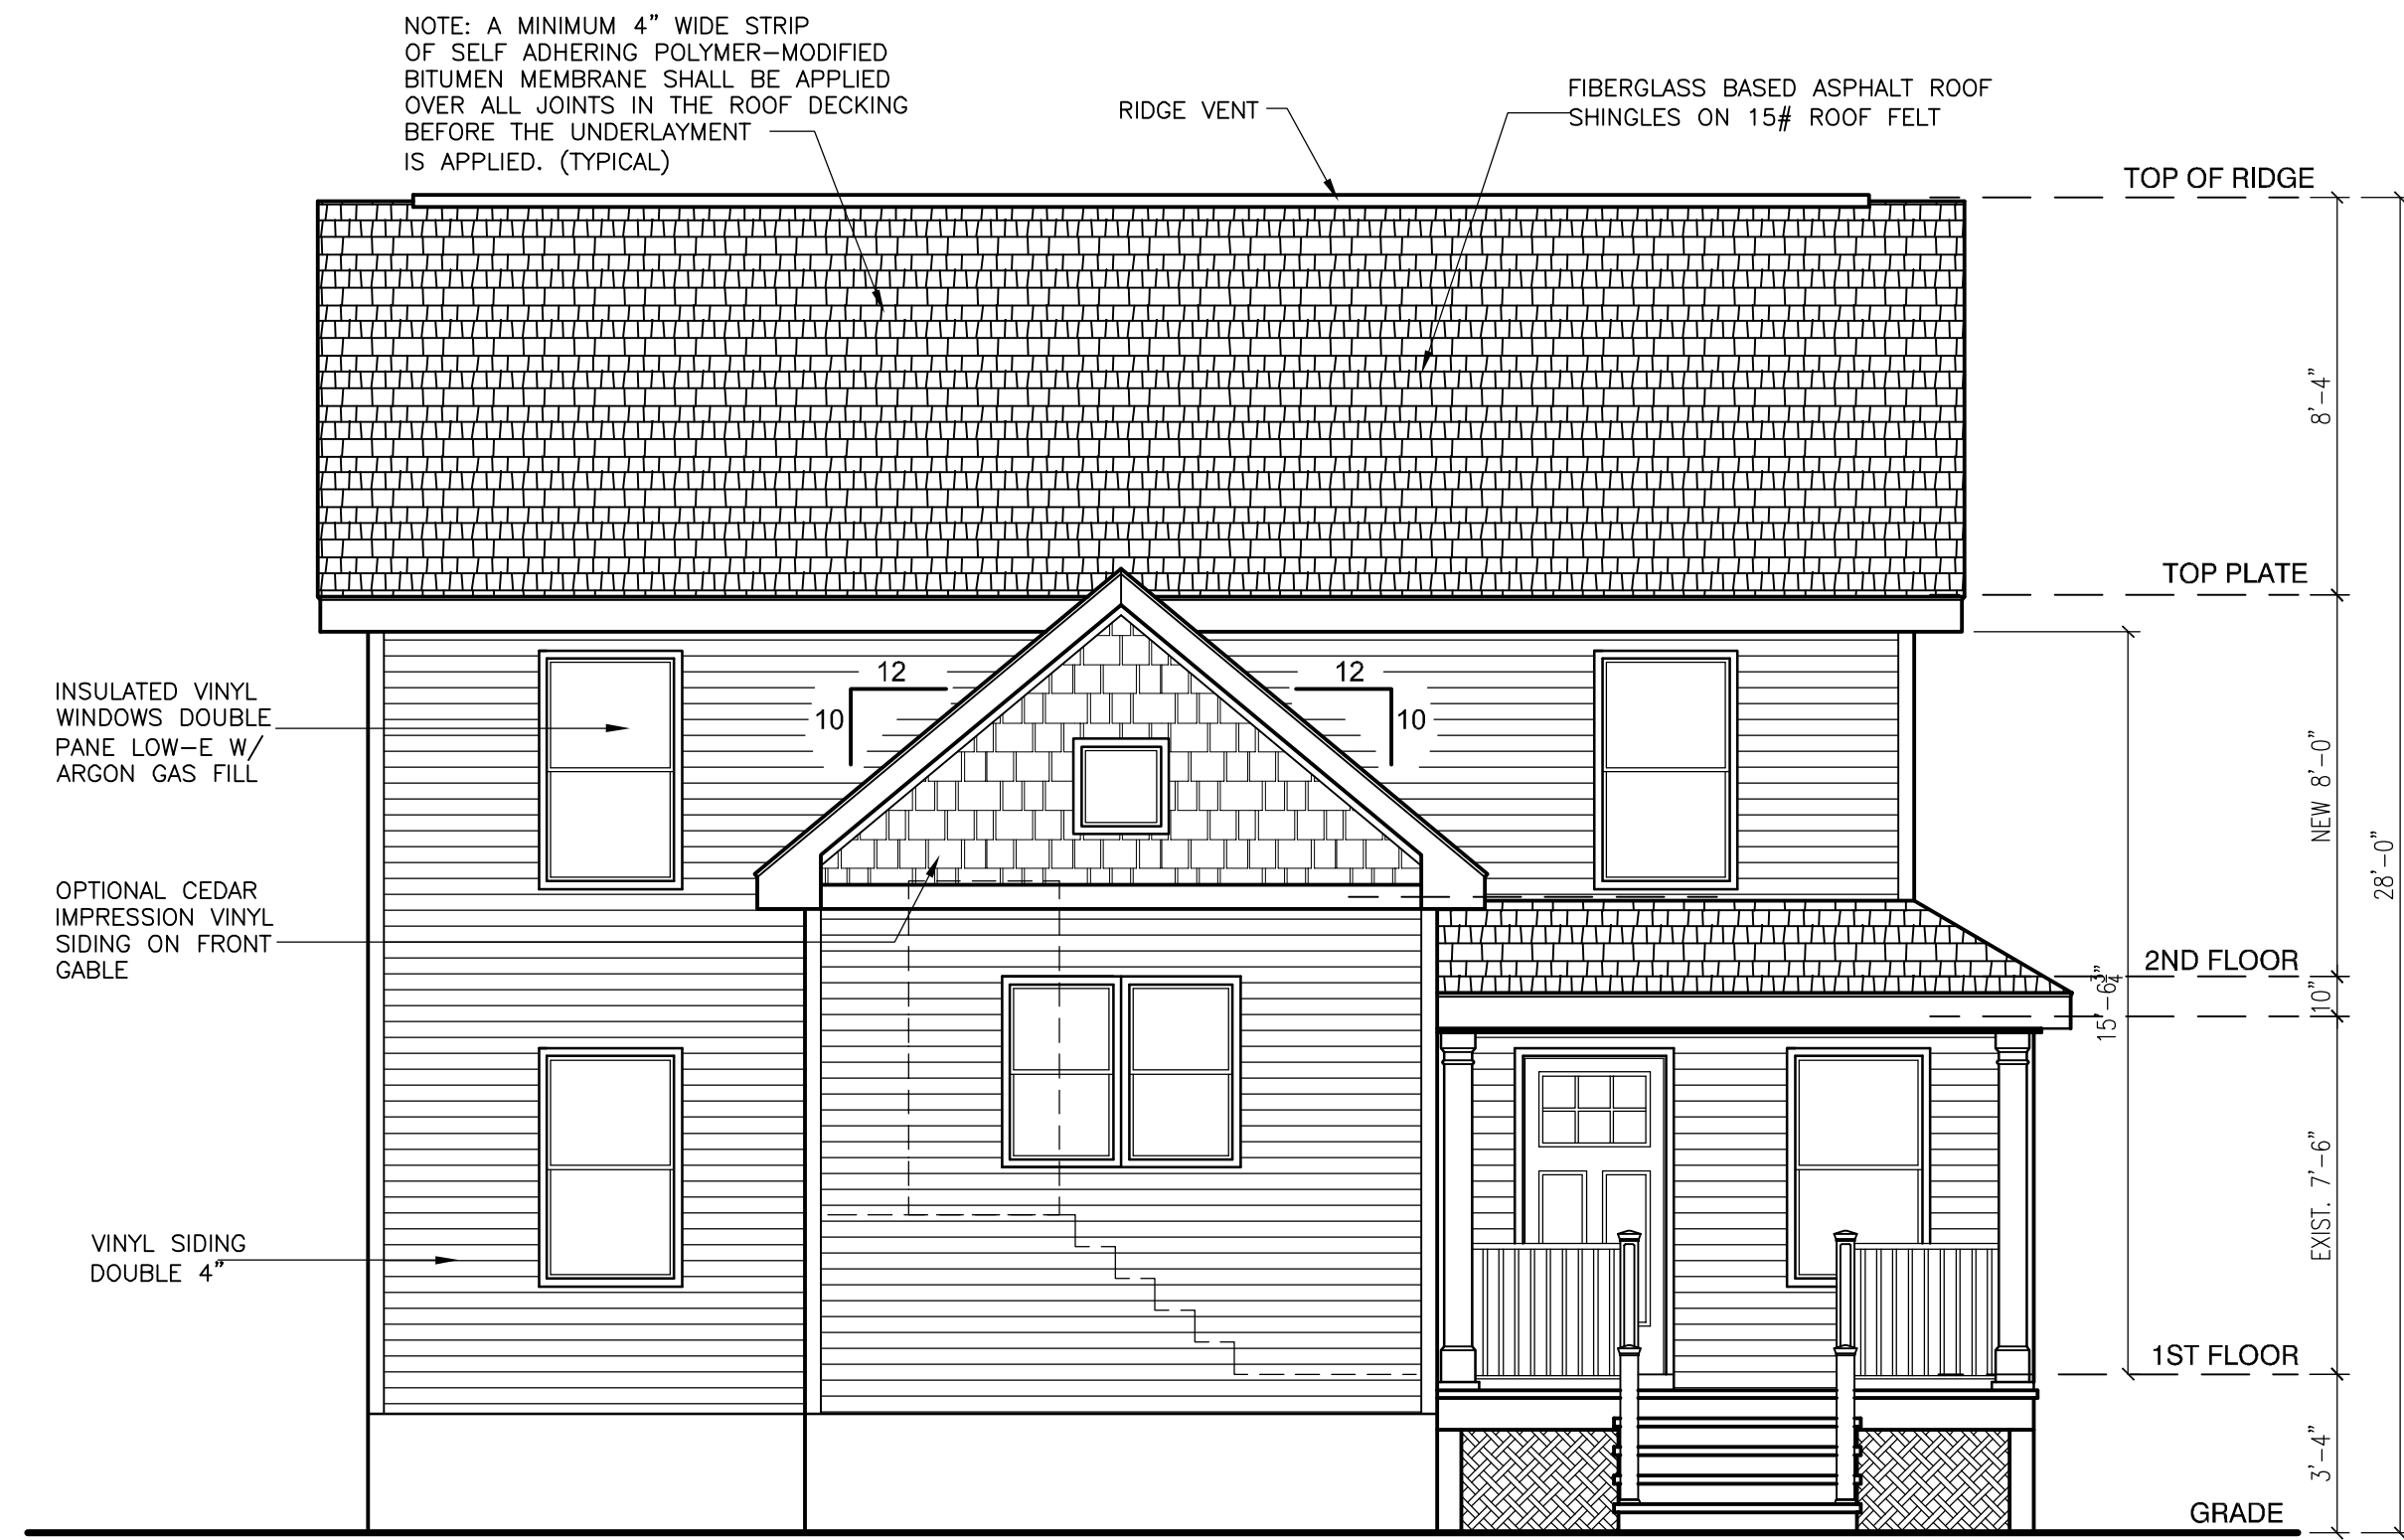 NOTE: A MINIMUM 4" WIDE STRIP
OF SELF ADHERING POLYMER-MODIFIED
BITUMEN MEMBRANE SHALL BE APPLIED
OVER ALL JOINTS IN THE ROOF DECKING
BEFORE THE UNDERLAYMENT
IS APPLIED. (TYPICAL)
RIDGE VENT
FIBERGLASS BASED ASPHALT ROOF
SHINGLES ON 15# ROOF FELT
TOP OF RIDGE
8'-4"
TOP PLATE
INSULATED VINYL
WINDOWS DOUBLE
PANE LOW-E W/
ARGON GAS FILL
12
10
12
10
NEW 8'-0"
28'-0"
OPTIONAL CEDAR
IMPRESSION VINYL
SIDING ON FRONT
GABLE
2ND FLOOR
10"
15'-6¾"
EXIST. 7'-6"
VINYL SIDING
DOUBLE 4"
1ST FLOOR
3'-4"
GRADE